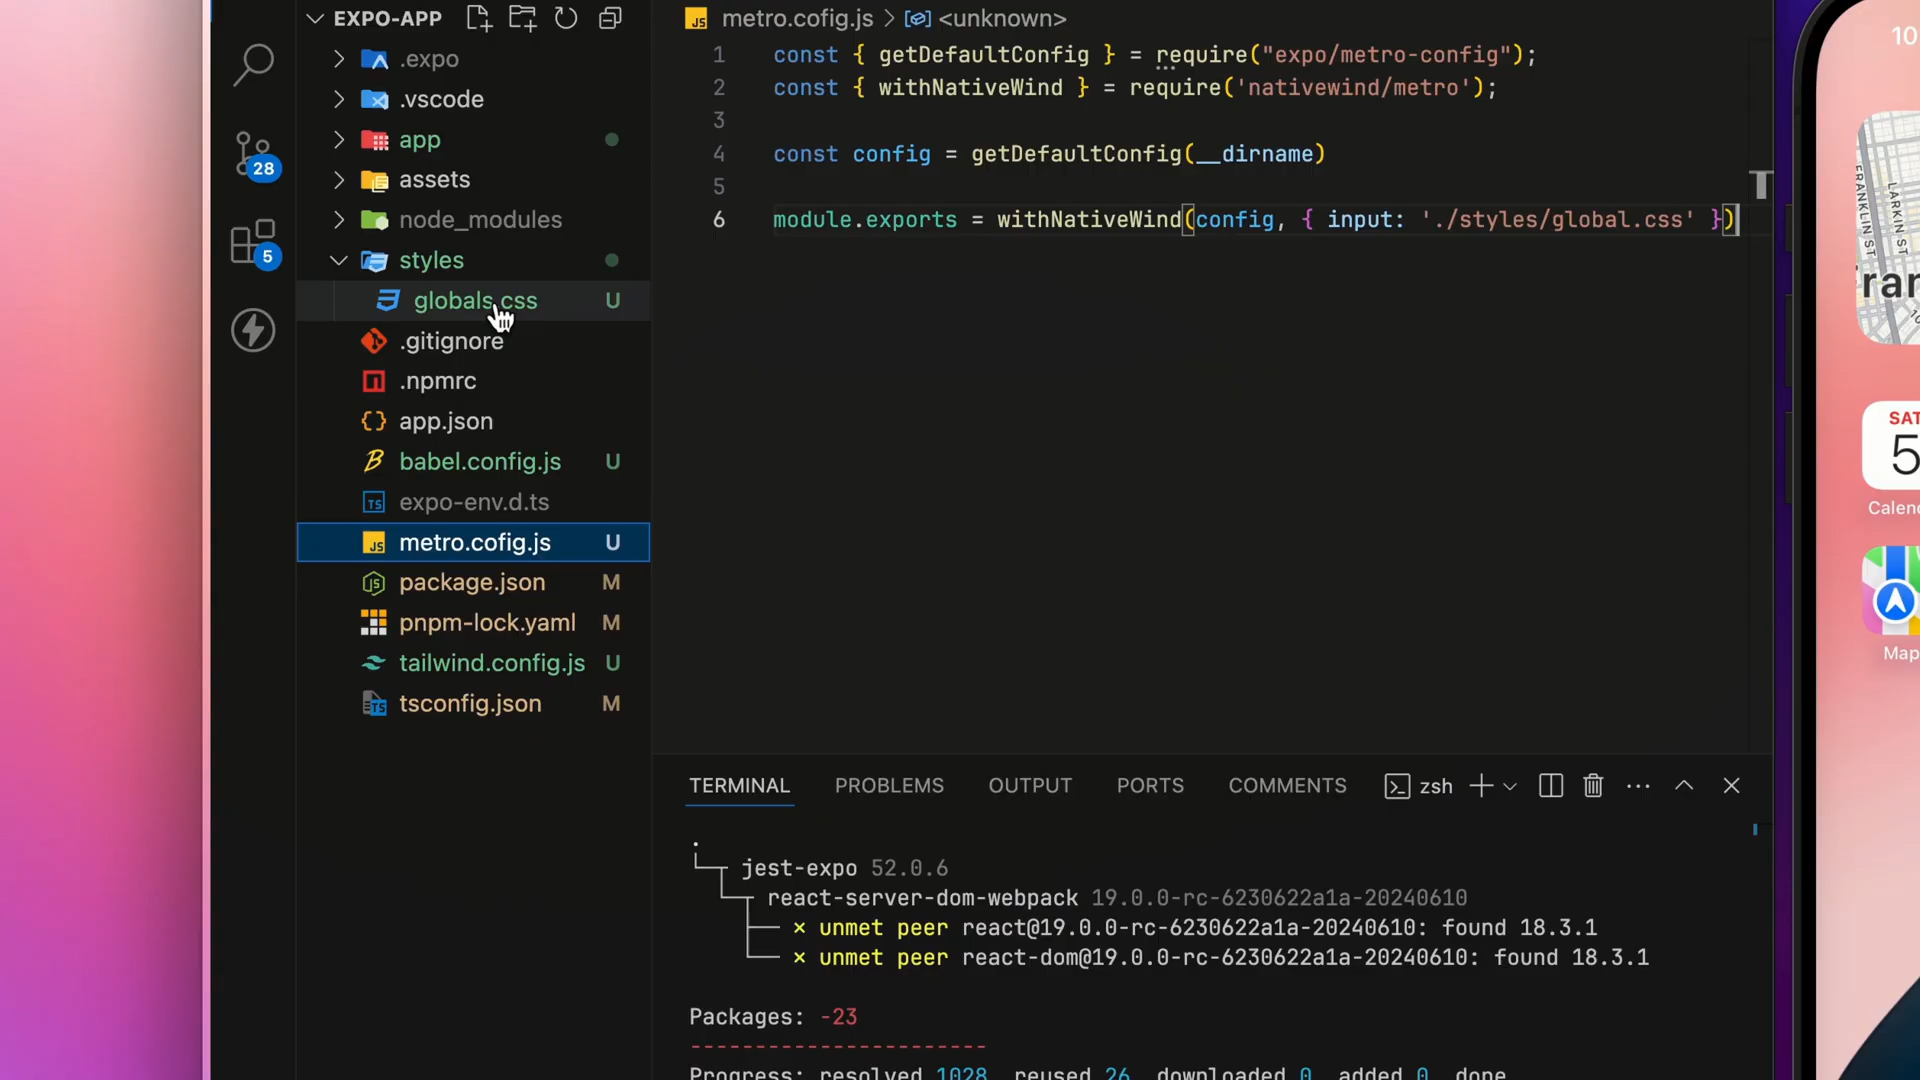 EXPO-APP
.expo
.vscode
app
assets
node_modules
styles
globals.css U
.gitignore
.npmrc
app.json
babel.config.js U
expo-env.d.ts
metro.cofig.js U
package.json M
pnpm-lock.yaml M
tailwind.config.js U
tsconfig.json M
28
5
metro.cofig.js > <unknown>
1 const { getDefaultConfig } = require("expo/metro-config");
2 const { withNativeWind } = require('nativewind/metro');
3
4 const config = getDefaultConfig(__dirname)
5
6 module.exports = withNativeWind(config, { input: './styles/global.css' })
TERMINAL PROBLEMS OUTPUT PORTS COMMENTS zsh
.
└── jest-expo 52.0.6
└── react-server-dom-webpack 19.0.0-rc-6230622a1a-20240610
├── × unmet peer react@19.0.0-rc-6230622a1a-20240610: found 18.3.1
└── × unmet peer react-dom@19.0.0-rc-6230622a1a-20240610: found 18.3.1
Packages: -23
-----------------------
Progress: resolved 1028, reused 26, downloaded 0, added 0, done
10
FRANKLIN ST
LARKIN ST
ran
SAT
5
Calen
Map